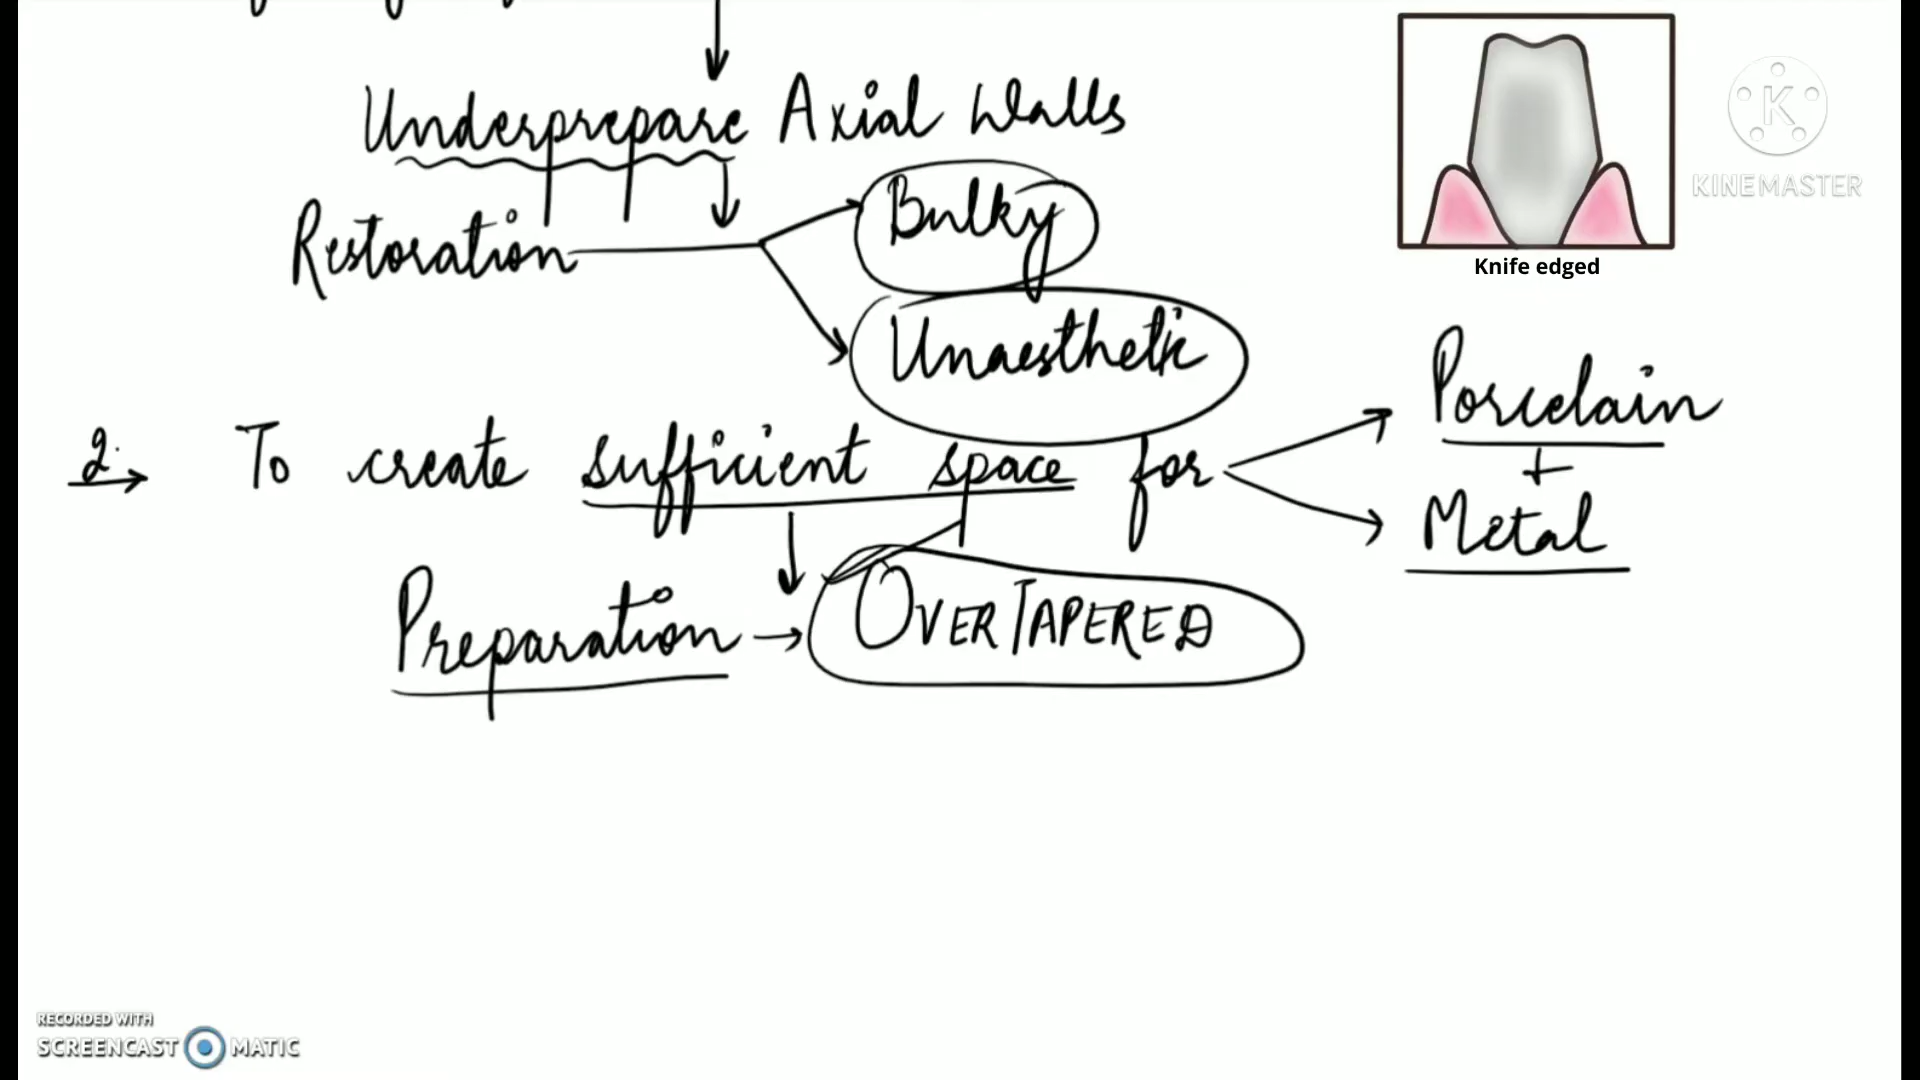 Underprepare Axial Walls
Restoration
Bulky
Unaesthetic
Knife edged
KINEMASTER
2. To create sufficient space for
Porcelain
+
Metal
Preparation → OVERTAPERED
RECORDED WITH
SCREENCAST MATIC